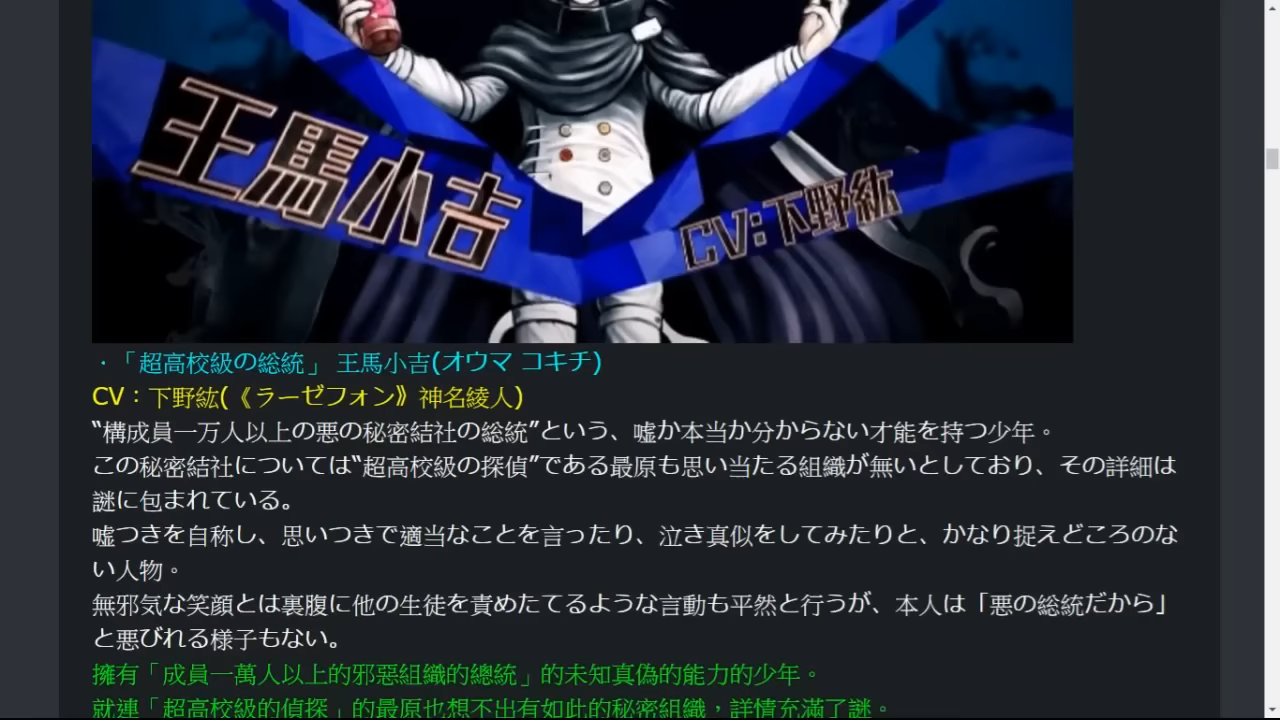 王馬小吉
CV:下野紘
・「超高校級の総統」 王馬小吉(オウマ コキチ)
CV：下野紘(《ラーゼフォン》神名綾人)
“構成員一万人以上の悪の秘密結社の総統”という、嘘か本当か分からない才能を持つ少年。
この秘密結社については“超高校級の探偵”である最原も思い当たる組織が無いとしており、その詳細は
謎に包まれている。
嘘つきを自称し、思いつきで適当なことを言ったり、泣き真似をしてみたりと、かなり捉えどころのな
い人物。
無邪気な笑顔とは裏腹に他の生徒を責めたてるような言動も平然と行うが、本人は「悪の総統だから」
と悪びれる様子もない。
擁有「成員一萬人以上的邪惡組織的總統」的未知真偽的能力的少年。
就連「超高校級的偵探」的最原也想不出有如此的秘密組織，詳情充滿了謎。